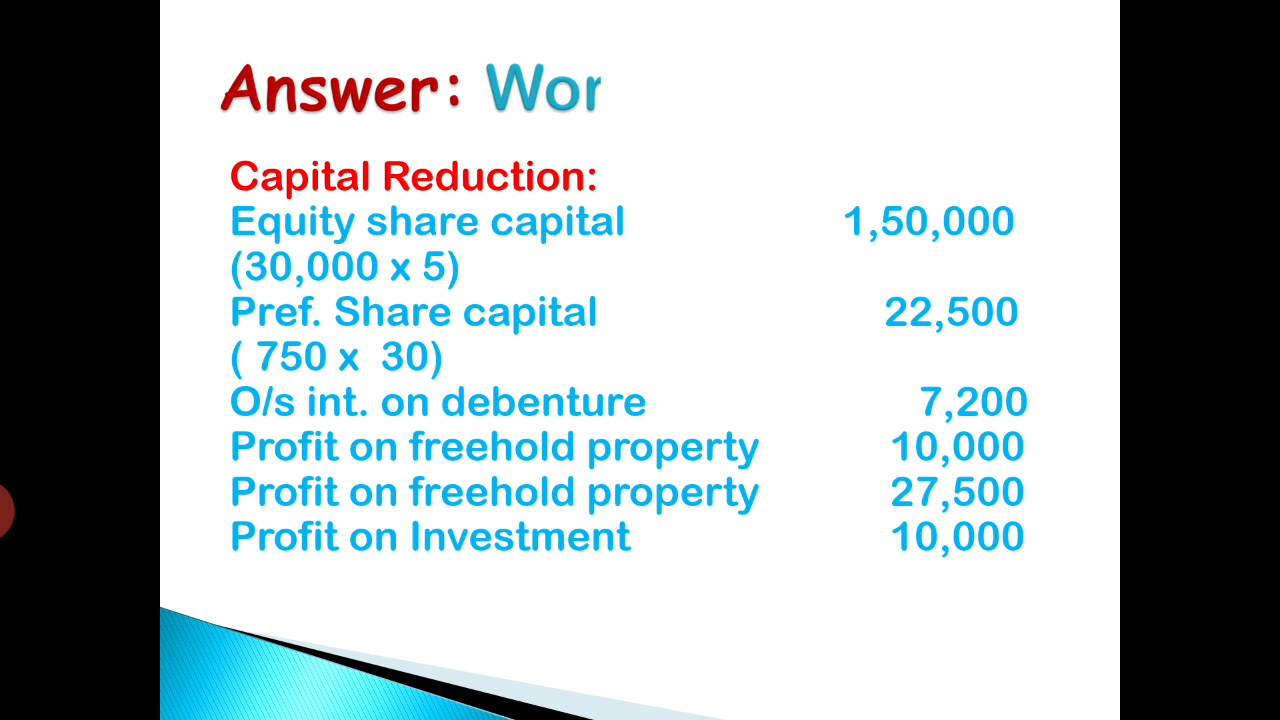 Answer: Wor
Capital Reduction:
Equity share capital 1,50,000
(30,000 x 5)
Pref. Share capital 22,500
( 750 x 30)
O/s int. on debenture 7,200
Profit on freehold property 10,000
Profit on freehold property 27,500
Profit on Investment 10,000